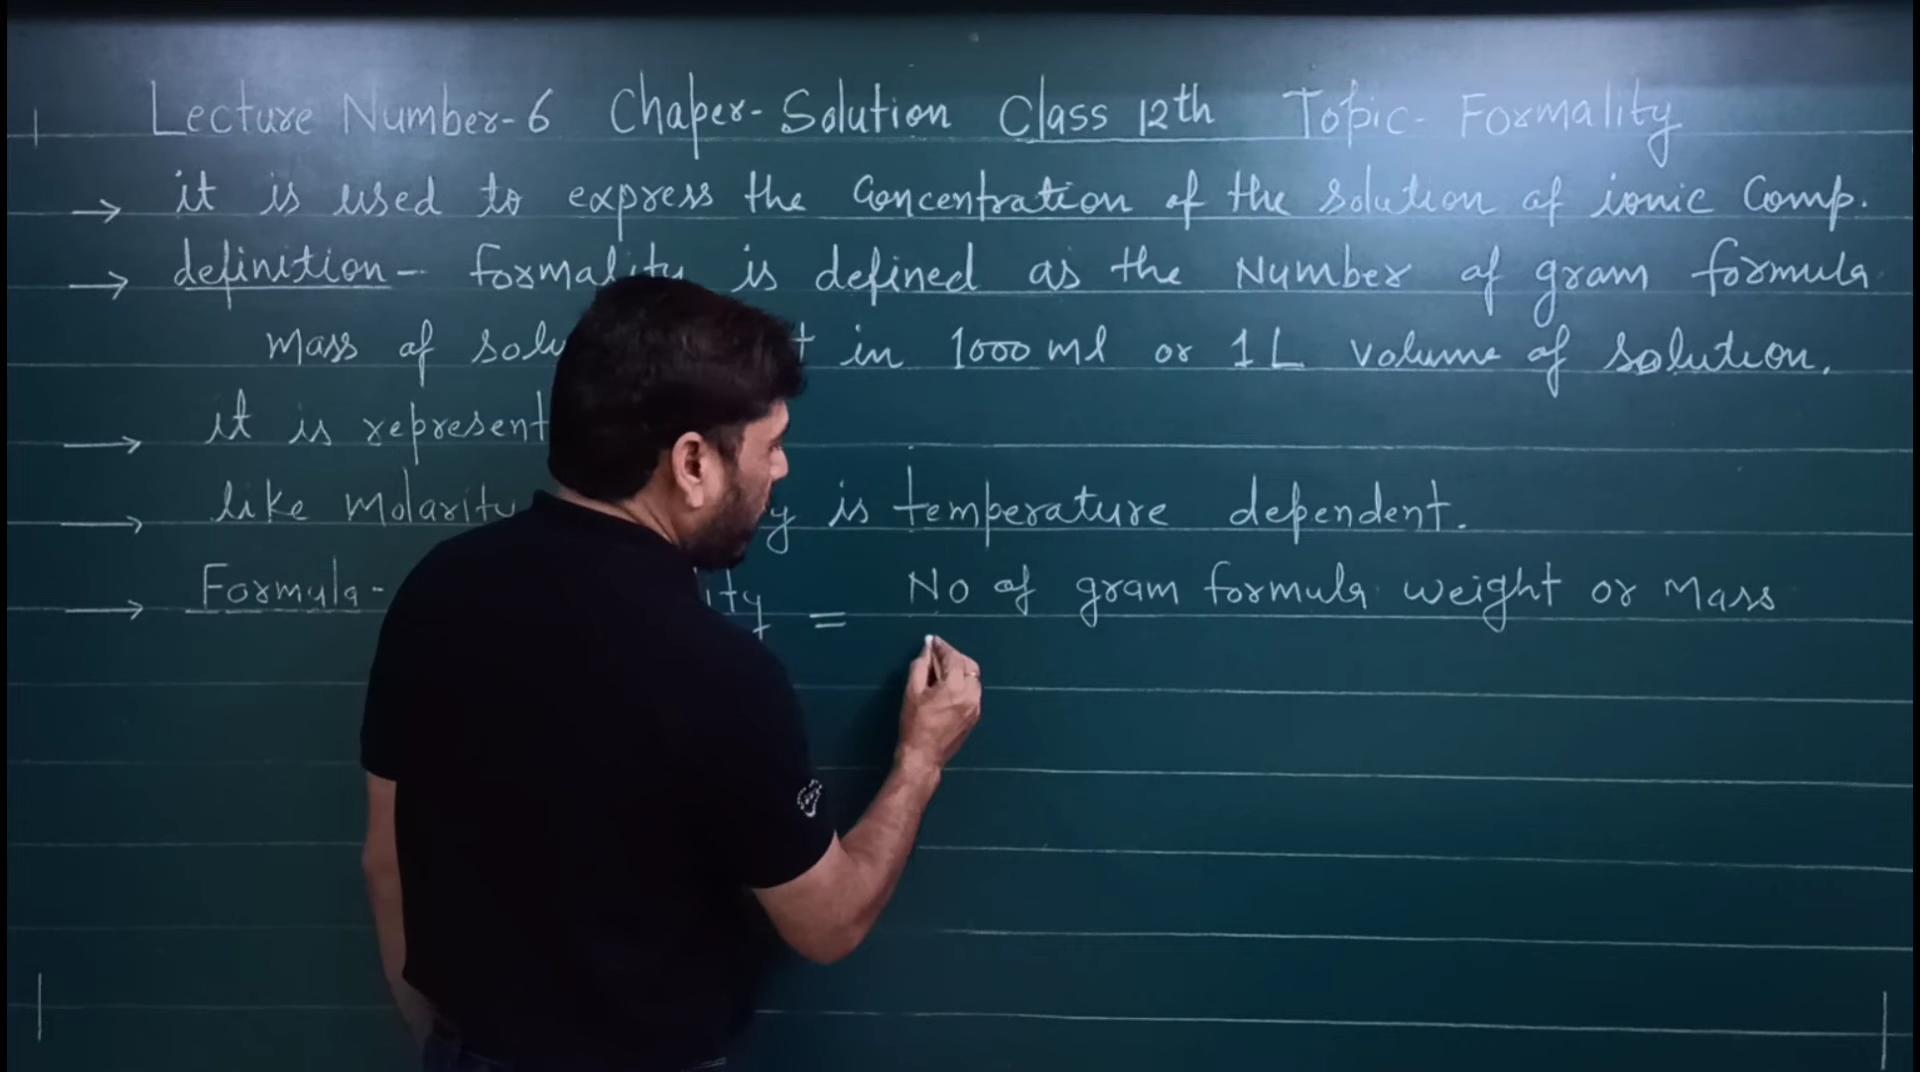 Lecture Number-6 Chaper-Solution Class 12th Topic- Formality
→ it is used to express the Concentration of the Solution of ionic Comp.
→ definition- formality is defined as the Number of gram formula
Mass of in 1000 ml or 1 L Volume of solution.
→ it is represent
→ like Molarity is temperature dependent.
→ Formula- = No of gram formula weight or Mass